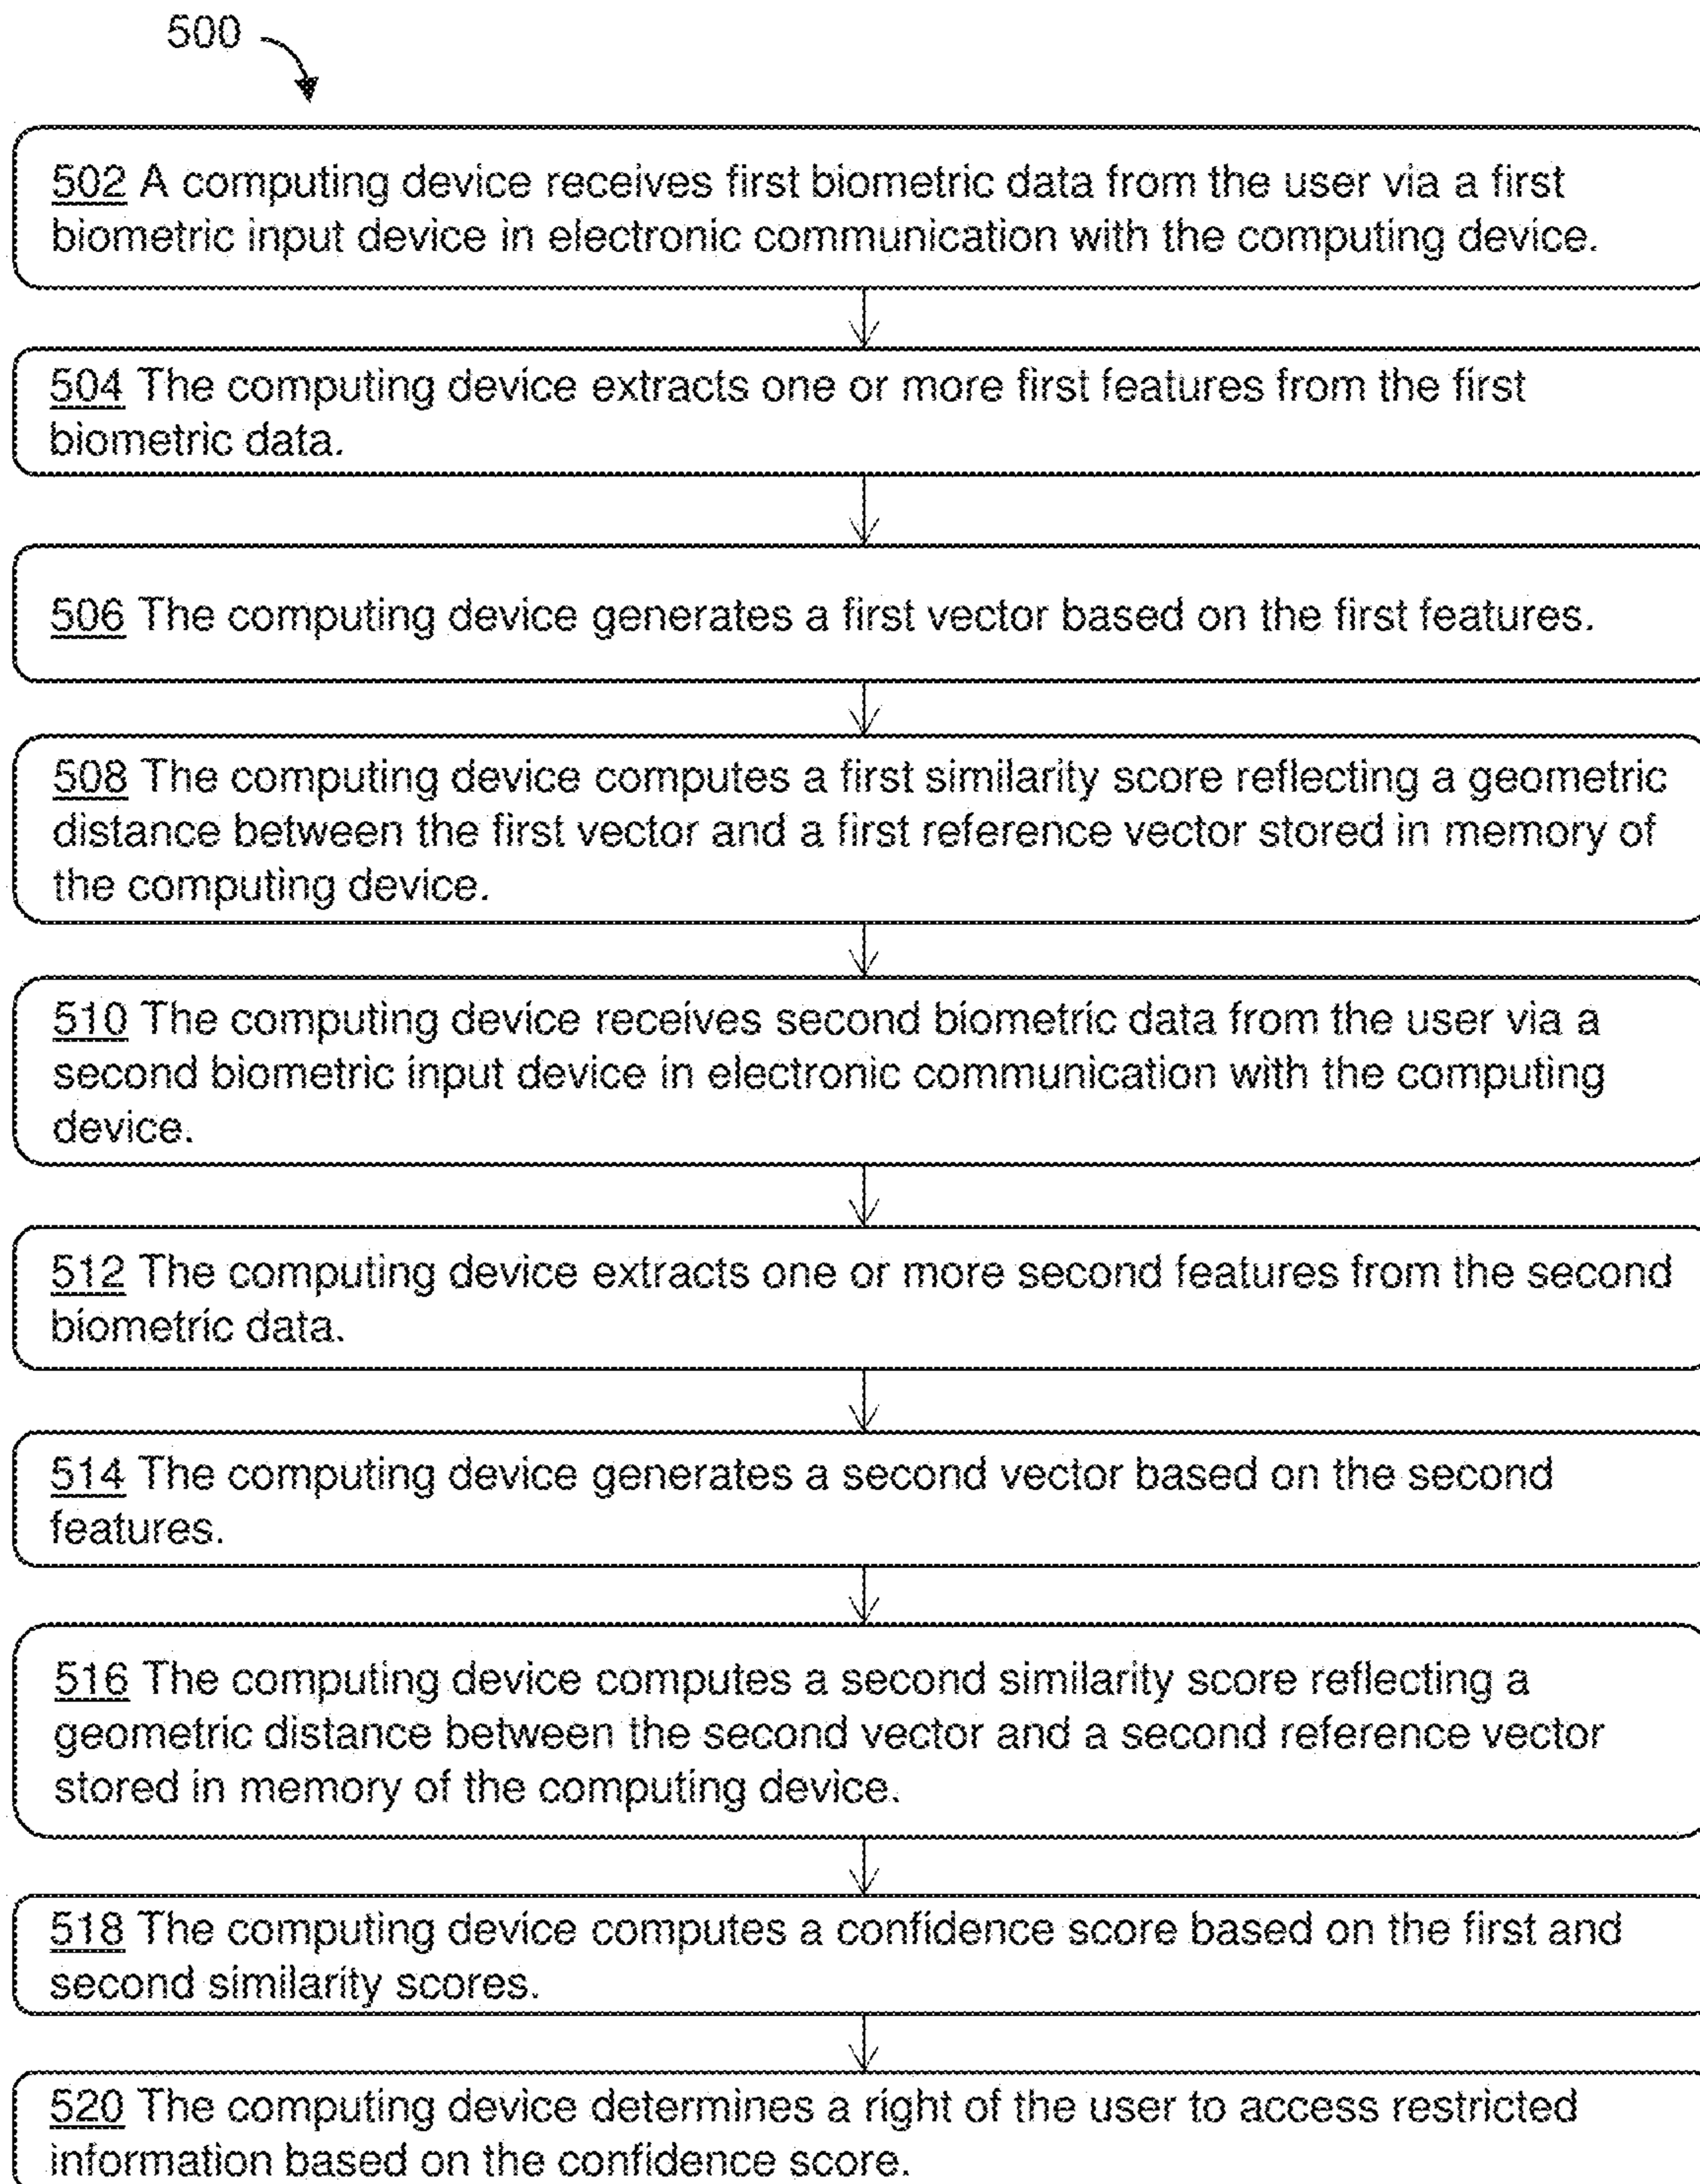 500
502 A computing device receives first biometric data from the user via a first
biometric input device in electronic communication with the computing device.
504 The computing device extracts one or more first features from the first
biometric data.
506 The computing device generates a first vector based on the first features.
508 The computing device computes a first similarity score reflecting a geometric
distance between the first vector and a first reference vector stored in memory of
the computing device.
510 The computing device receives second biometric data from the user via a
second biometric input device in electronic communication with the computing
device.
512 The computing device extracts one or more second features from the second
biometric data.
514 The computing device generates a second vector based on the second
features.
516 The computing device computes a second similarity score reflecting a
geometric distance between the second vector and a second reference vector
stored in memory of the computing device.
518 The computing device computes a confidence score based on the first and
second similarity scores.
520 The computing device determines a right of the user to access restricted
information based on the confidence score.